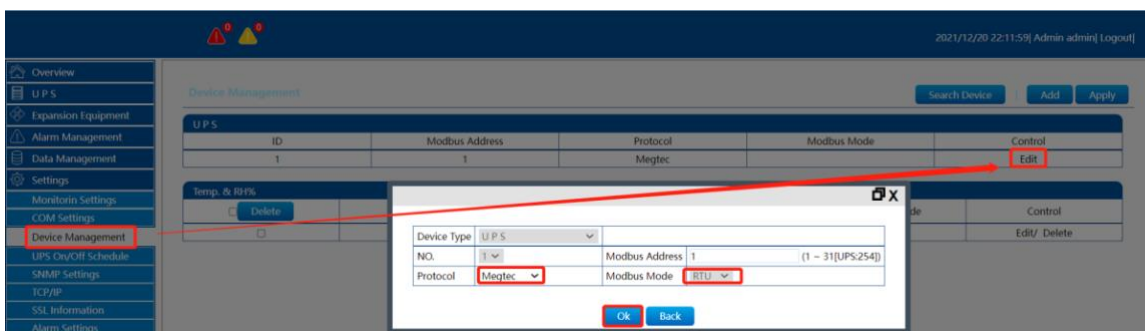 0 0
2021/12/20 22:11:59| Admin admin| Logout|
Overview
UPS
Expansion Equipment
Alarm Management
Data Management
Settings
Monitorin Settings
COM Settings
Device Management
UPS On/Off Schedule
SNMP Settings
TCP/IP
SSL Information
Alarm Settings
Device Management
Search Device | Add Apply
UPS
ID Modbus Address Protocol Modbus Mode Control
1 1 Megtec Edit
Temp. & RH%
Delete de Control
Edit/ Delete
X
Device Type UPS
NO. 1 Modbus Address 1 (1 ~ 31[UPS:254])
Protocol Megtec Modbus Mode RTU
Ok Back